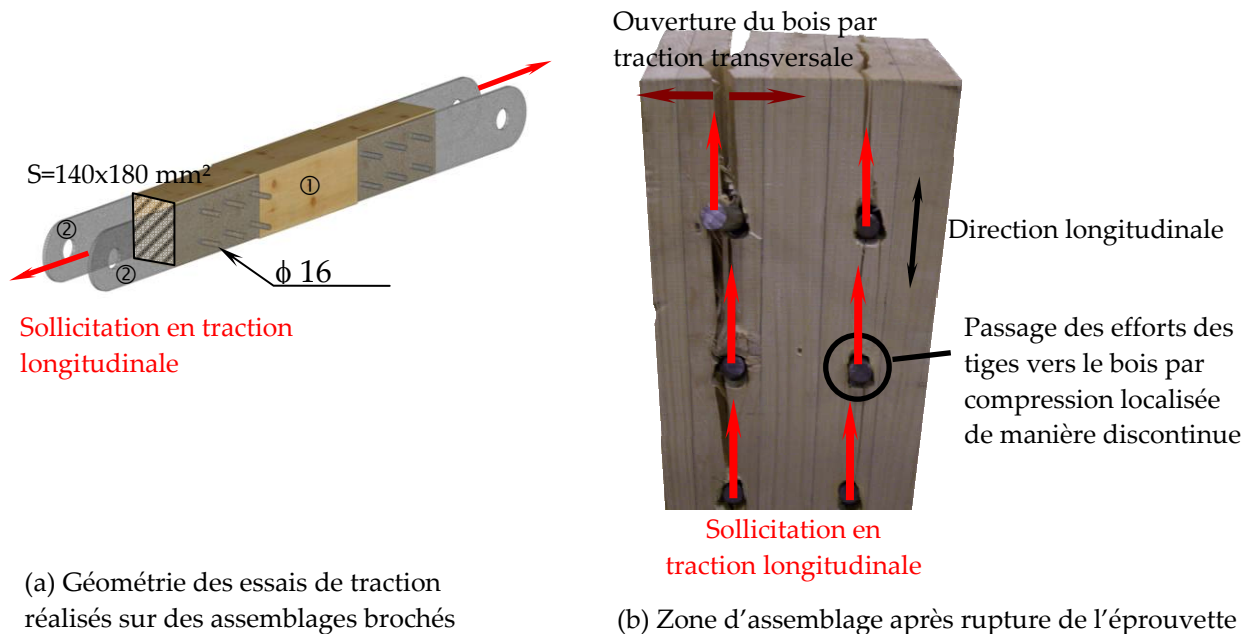 Ouverture du bois par
traction transversale
S=140x180 mm²
①
②
②
ϕ 16
Sollicitation en traction
longitudinale
Direction longitudinale
Passage des efforts des
tiges vers le bois par
compression localisée
de manière discontinue
Sollicitation en
traction longitudinale
(a) Géométrie des essais de traction
réalisés sur des assemblages brochés
(b) Zone d’assemblage après rupture de l’éprouvette